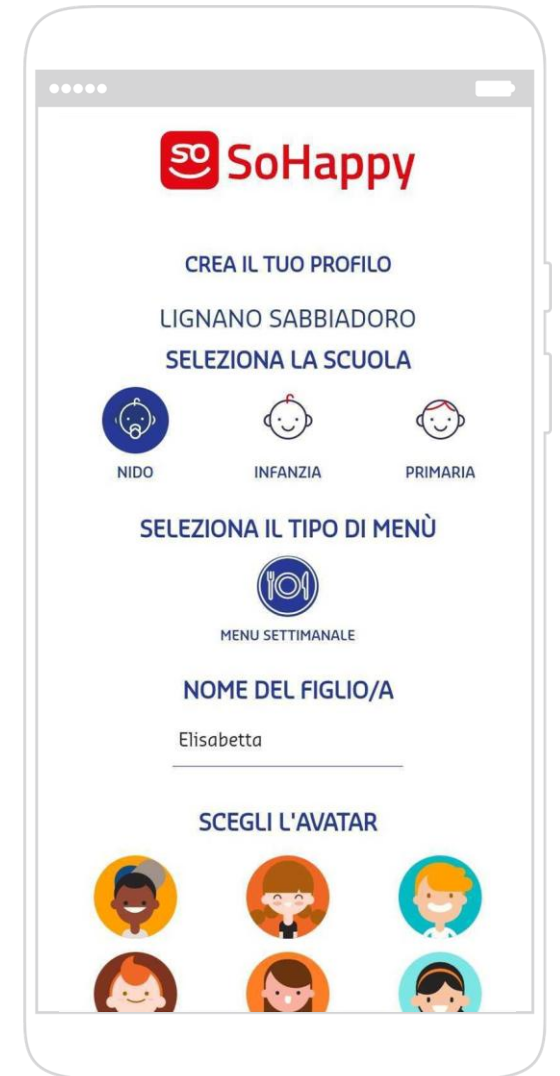 so SoHappy
CREA IL TUO PROFILO
LIGNANO SABBIADORO
SELEZIONA LA SCUOLA
NIDO INFANZIA PRIMARIA
SELEZIONA IL TIPO DI MENÙ
MENU SETTIMANALE
NOME DEL FIGLIO/A
Elisabetta
SCEGLI L'AVATAR